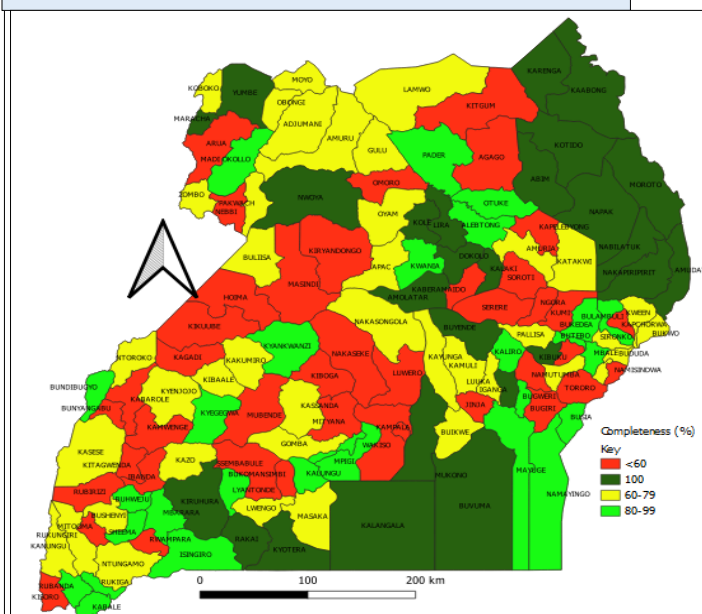 KARENGA
KAABONG
MOYO
KOBOKO
YUMBE
LAMWO
OBONGI
KITGUM
MARACHA
ADJUMANI
AMURU
ARUA
KOTIDO
GULU
PADER
AGAGO
MADI OKOLLO
ABIM
OMORO
MOROTO
ZOMBO
NWOYA
PAKWACH
OTUKE
NEBBI
OYAM
NAPAK
KOLE
LIRA
ALEBTONG
KAPELEBYONG
AMURIA
NABILATUK
KIRYANDONGO
DOKOLO
BULIISA
APAC
KWANIA
KALAKI
KATAKWI
NAKAPIRIPIRIT
AMUDA
SOROTI
MASINDI
KABERAMAIDO
HOIMA
AMOLATAR
NGORA
SERERE
KUMI
BULAMBULI
KWEEN
NAKASONGOLA
BUKEDEA
KAPCHORWA
KIKUUBE
BUYENDE
PALLISA
BUTEBO
SIRONKO
BUKWO
KYANKWANZI
NAKASEKE
KALIRO
KIBUKU
MBALE
BUDUDA
NTOROKO
KAGADI
KAKUMIRO
KAYUNGA
KAMULI
LUWERO
NAMUTUMBA
NAMISINDWA
KIBOGA
KIBAALE
LUUKA
BUNDIBUGYO
KYENJOJO
IGANGA
TORORO
KABAROLE
BUGWERI
BUNYANGABU
KYEGEGWA
MUBENDE
KASSANDA
JINJA
BUGIRI
MITYANA
BUSIA
KAMWENGE
KAMPALA
BUIKWE
GOMBA
WAKISO
KASESE
KAZO
SSEMBABULE
MPIGI
KITAGWENDA
BUKOMANSIMBI
KALUNGU
MAYUGE
IBANDA
MUKONO
RUBIRIZI
LYANTONDE
BUHWEJU
KIRUHURA
NAMAYINGO
BUSHENYI
MBARARA
LWENGO
MASAKA
BUVUMA
MITOOMA
KALANGALA
RUKUNGIRI
SHEEMA
RWAMPARA
RAKAI
KANUNGU
KYOTERA
ISINGIRO
NTUNGAMO
RUKIGA
RUBANDA
KISORO
KABALE
Completeness (%)
Key
<60
100
60-79
80-99
0 100 200 km